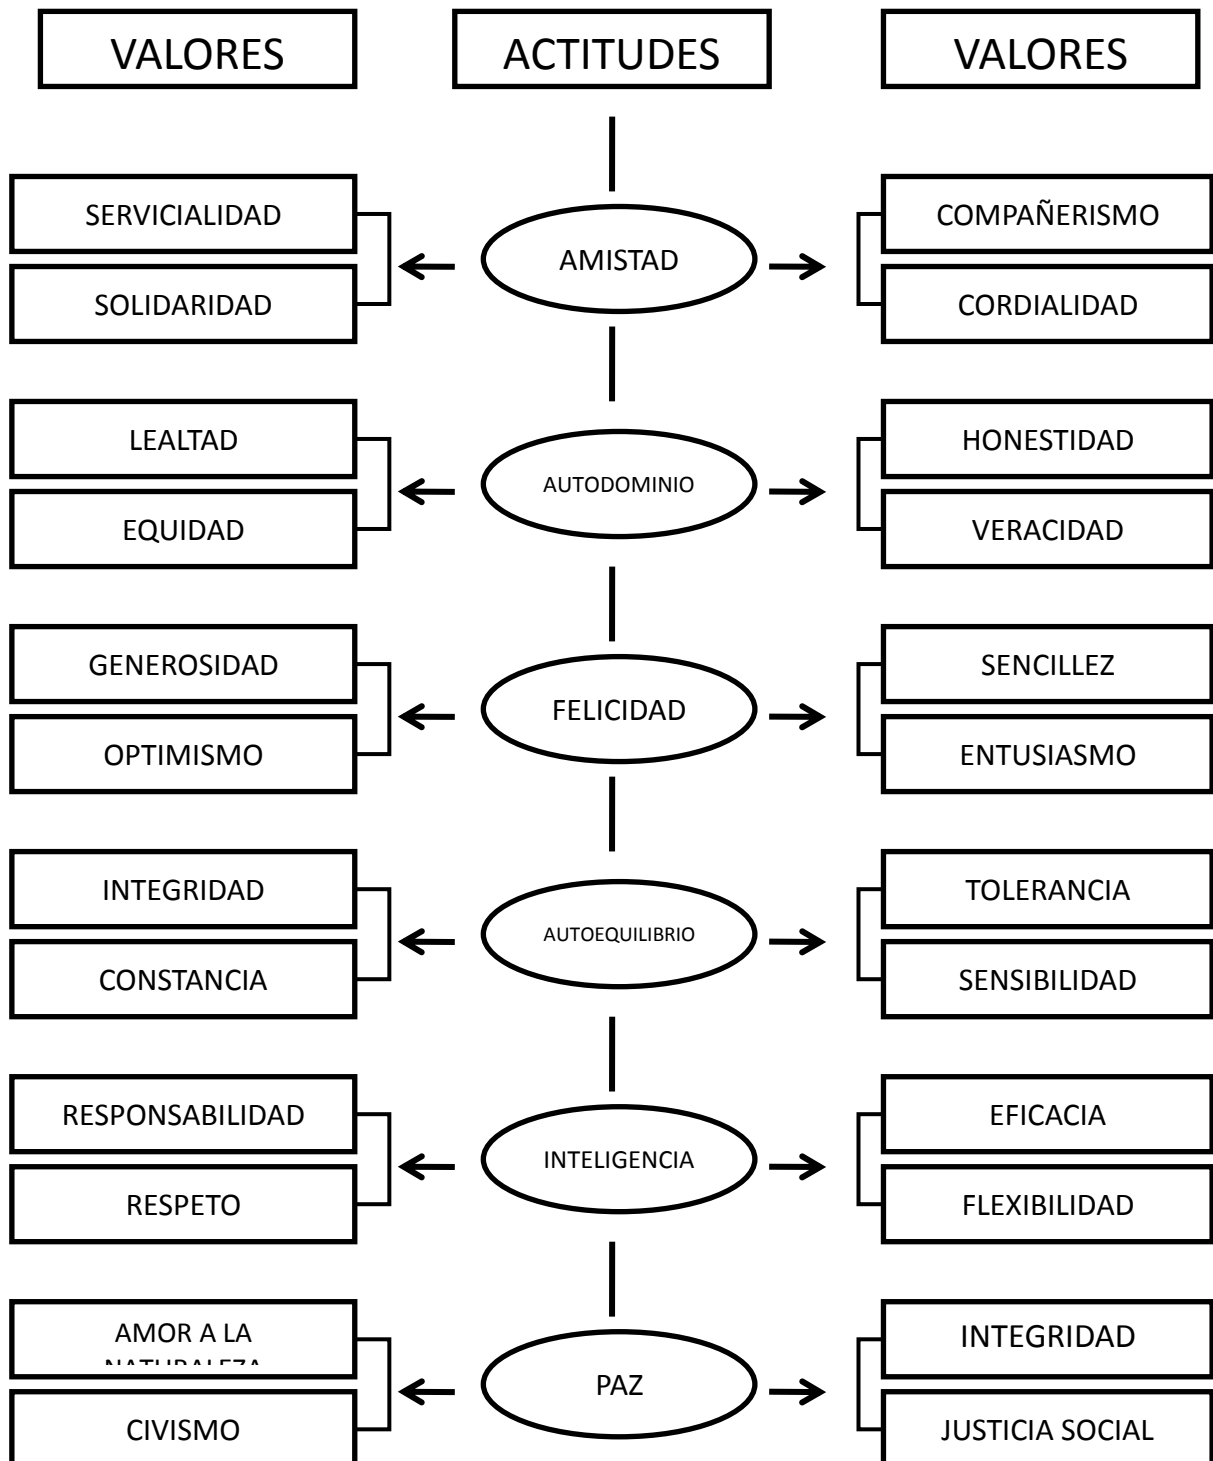 VALORES
ACTITUDES
VALORES
SERVICIALIDAD
SOLIDARIDAD
AMISTAD
COMPAÑERISMO
CORDIALIDAD
LEALTAD
EQUIDAD
AUTODOMINIO
HONESTIDAD
VERACIDAD
GENEROSIDAD
OPTIMISMO
FELICIDAD
SENCILLEZ
ENTUSIASMO
INTEGRIDAD
CONSTANCIA
AUTOEQUILIBRIO
TOLERANCIA
SENSIBILIDAD
RESPONSABILIDAD
RESPETO
INTELIGENCIA
EFICACIA
FLEXIBILIDAD
AMOR A LA
NATURALEZA
CIVISMO
PAZ
INTEGRIDAD
JUSTICIA SOCIAL